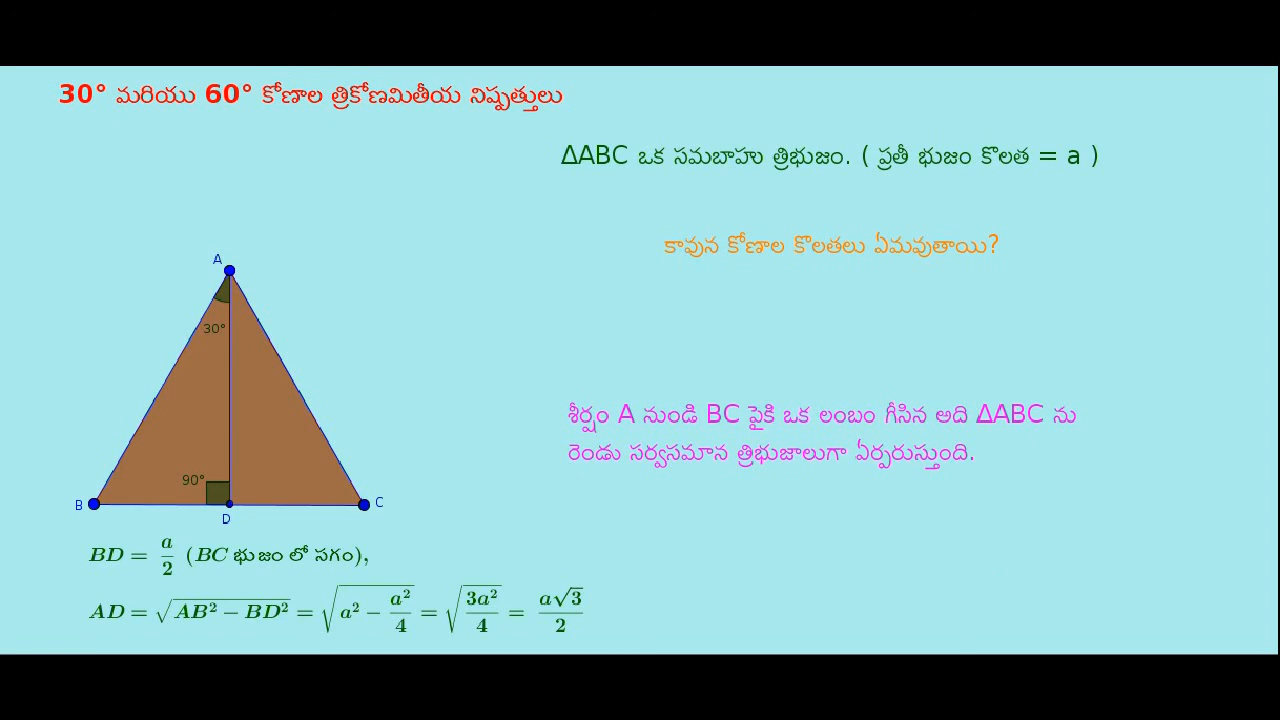 30° మరియు 60° కోణాల త్రికోణమితీయ నిష్పత్తులు
ΔABC ఒక సమబాహు త్రిభుజం. ( ప్రతీ భుజం కొలత = a )
కావున కోణాల కొలతలు ఏమవుతాయి?
A
30°
శీర్షం A నుండి BC పైకి ఒక లంబం గీసిన అది ΔABC ను
రెండు సర్వసమాన త్రిభుజాలుగా ఏర్పరుస్తుంది.
90°
B
C
D
BD = a/2 (BC భుజం లో సగం),
AD = √(AB² − BD²) = √(a² − a²/4) = √(3a²/4) = a√3/2